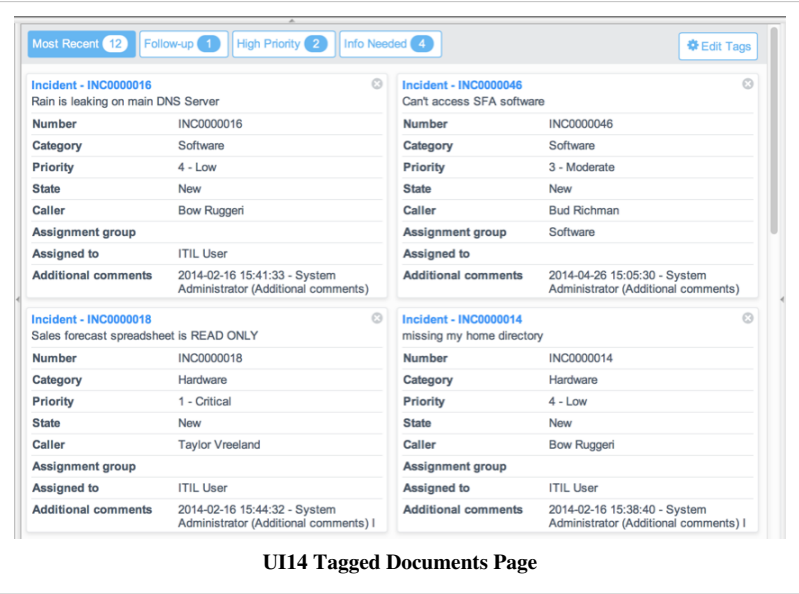 Most Recent 12 Follow-up 1 High Priority 2 Info Needed 4 Edit Tags
Incident - INC0000016
Rain is leaking on main DNS Server
Number INC0000016
Category Software
Priority 4 - Low
State New
Caller Bow Ruggeri
Assignment group
Assigned to ITIL User
Additional comments 2014-02-16 15:41:33 - System
Administrator (Additional comments)
Incident - INC0000046
Can't access SFA software
Number INC0000046
Category Software
Priority 3 - Moderate
State New
Caller Bud Richman
Assignment group Software
Assigned to
Additional comments 2014-04-26 15:05:30 - System
Administrator (Additional comments)
Incident - INC0000018
Sales forecast spreadsheet is READ ONLY
Number INC0000018
Category Hardware
Priority 1 - Critical
State New
Caller Taylor Vreeland
Assignment group
Assigned to ITIL User
Additional comments 2014-02-16 15:44:32 - System
Administrator (Additional comments) I
Incident - INC0000014
missing my home directory
Number INC0000014
Category Hardware
Priority 4 - Low
State New
Caller Bow Ruggeri
Assignment group
Assigned to ITIL User
Additional comments 2014-02-16 15:38:40 - System
Administrator (Additional comments) I
UI14 Tagged Documents Page